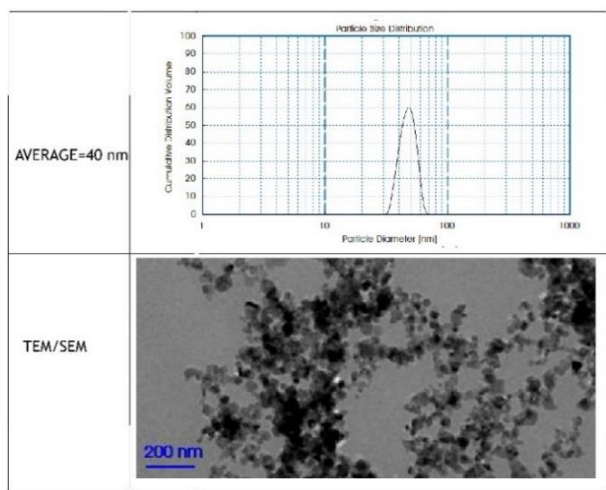 Particle Size Distribution
100
90
80
70
60
50
40
30
20
10
0
Cumulative Distribution Volume
1
10
100
1000
Particle Diameter [nm]
AVERAGE=40 nm
TEM/SEM
200 nm